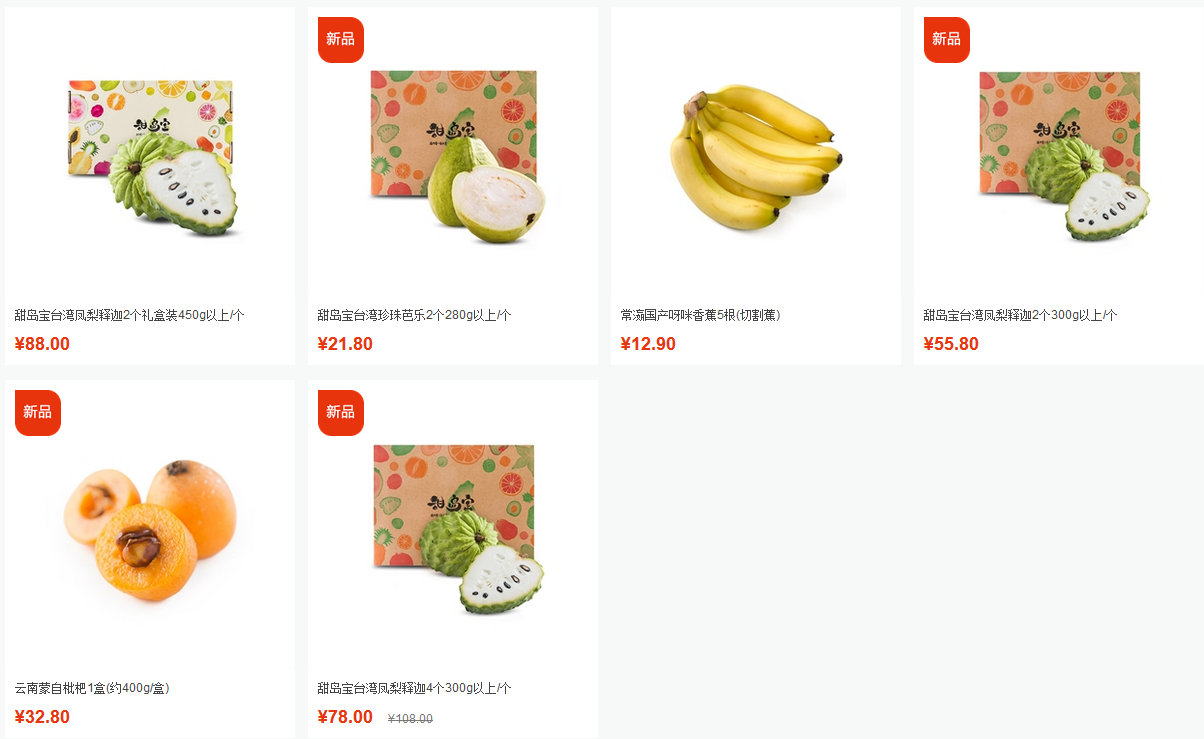 新品
新品
甜岛宝
甜岛宝
甜岛宝
甜岛宝台湾凤梨释迦2个礼盒装450g以上/个
甜岛宝台湾珍珠芭乐2个280g以上/个
常瀛国产呀咪香蕉5根(切割蕉)
甜岛宝台湾凤梨释迦2个300g以上/个
¥88.00
¥21.80
¥12.90
¥55.80
新品
新品
甜岛宝
云南蒙自枇杷1盒(约400g/盒)
甜岛宝台湾凤梨释迦4个300g以上/个
¥32.80
¥78.00 ¥108.00